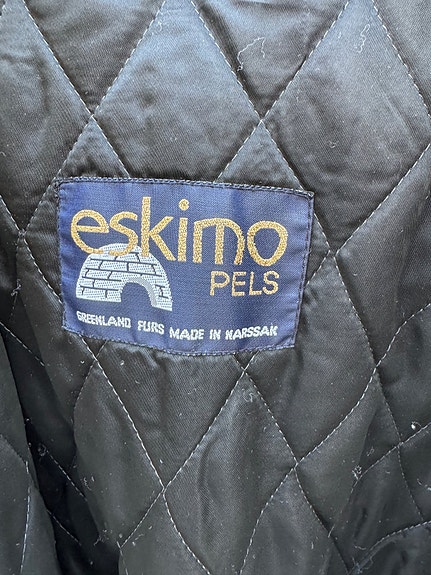 eskimo
PELS
GREENLAND FURS MADE IN NARSSAK